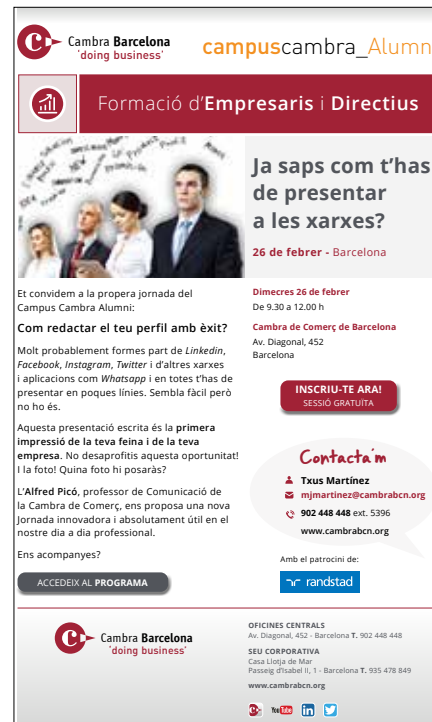 Cambra Barcelona
'doing business'
campuscambra_Alumn
Formació d'Empresaris i Directius
Ja saps com t'has
de presentar
a les xarxes?
26 de febrer - Barcelona
Et convidem a la propera jornada del
Campus Cambra Alumni:
Com redactar el teu perfil amb èxit?
Molt probablement formes part de Linkedin,
Facebook, Instagram, Twitter i d'altres xarxes
i aplicacions com Whatsapp i en totes t'has de
presentar en poques línies. Sembla fàcil però
no ho és.
Aquesta presentació escrita és la primera
impressió de la teva feina i de la teva
empresa. No desaprofitis aquesta oportunitat!
I la foto! Quina foto hi posaràs?
L'Alfred Picó, professor de Comunicació de
la Cambra de Comerç, ens proposa una nova
Jornada innovadora i absolutament útil en el
nostre dia a dia professional.
Ens acompanyes?
ACCEDEIX AL PROGRAMA
Dimecres 26 de febrer
De 9.30 a 12.00 h
Cambra de Comerç de Barcelona
Av. Diagonal, 452
Barcelona
INSCRIU-TE ARA!
SESSIÓ GRATUÏTA
Contacta'm
Txus Martínez
mjmartinez@cambrabcn.org
902 448 448 ext. 5396
www.cambrabcn.org
Amb el patrocini de:
randstad
Cambra Barcelona
'doing business'
OFICINES CENTRALS
Av. Diagonal, 452 - Barcelona T. 902 448 448
SEU CORPORATIVA
Casa Llotja de Mar
Passeig d'Isabel II, 1 - Barcelona T. 935 478 849
www.cambrabcn.org
You Tube in